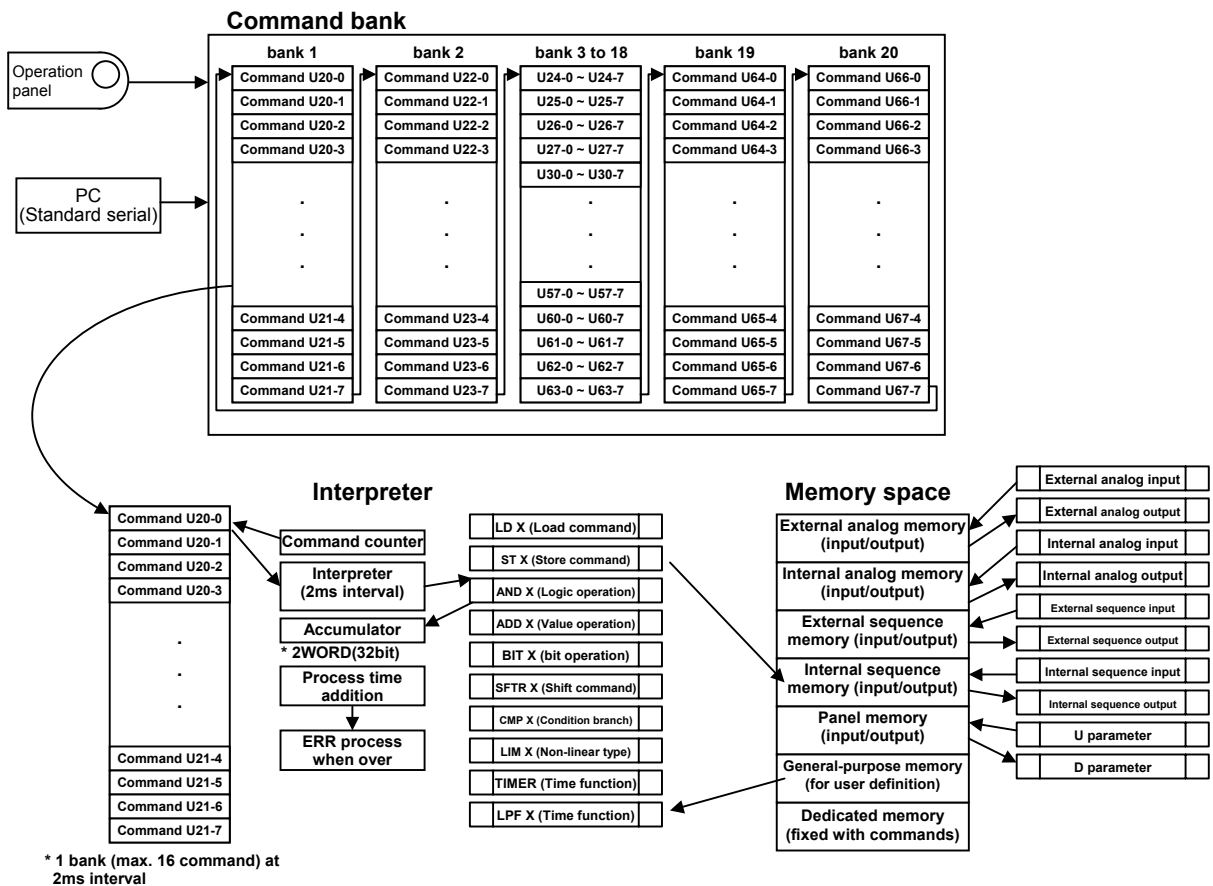 Command bank
bank 1
bank 2
bank 3 to 18
bank 19
bank 20
Operation
panel
PC
(Standard serial)
Command U20-0
Command U20-1
Command U20-2
Command U20-3
.
.
.
Command U21-4
Command U21-5
Command U21-6
Command U21-7
Command U22-0
Command U22-1
Command U22-2
Command U22-3
.
.
.
Command U23-4
Command U23-5
Command U23-6
Command U23-7
U24-0 ~ U24-7
U25-0 ~ U25-7
U26-0 ~ U26-7
U27-0 ~ U27-7
U30-0 ~ U30-7
.
.
.
U57-0 ~ U57-7
U60-0 ~ U60-7
U61-0 ~ U61-7
U62-0 ~ U62-7
U63-0 ~ U63-7
Command U64-0
Command U64-1
Command U64-2
Command U64-3
.
.
.
Command U65-4
Command U65-5
Command U65-6
Command U65-7
Command U66-0
Command U66-1
Command U66-2
Command U66-3
.
.
.
Command U67-4
Command U67-5
Command U67-6
Command U67-7
Command U20-0
Command U20-1
Command U20-2
Command U20-3
.
.
.
Command U21-4
Command U21-5
Command U21-6
Command U21-7
* 1 bank (max. 16 command) at
2ms interval
Interpreter
Command counter
Interpreter
(2ms interval)
Accumulator
* 2WORD(32bit)
Process time
addition
ERR process
when over
LD X (Load command)
ST X (Store command)
AND X (Logic operation)
ADD X (Value operation)
BIT X (bit operation)
SFTR X (Shift command)
CMP X (Condition branch)
LIM X (Non-linear type)
TIMER (Time function)
LPF X (Time function)
Memory space
External analog memory
(input/output)
Internal analog memory
(input/output)
External sequence
memory (input/output)
Internal sequence
memory (input/output)
Panel memory
(input/output)
General-purpose memory
(for user definition)
Dedicated memory
(fixed with commands)
External analog input
External analog output
Internal analog input
Internal analog output
External sequence input
External sequence output
Internal sequence input
Internal sequence output
U parameter
D parameter